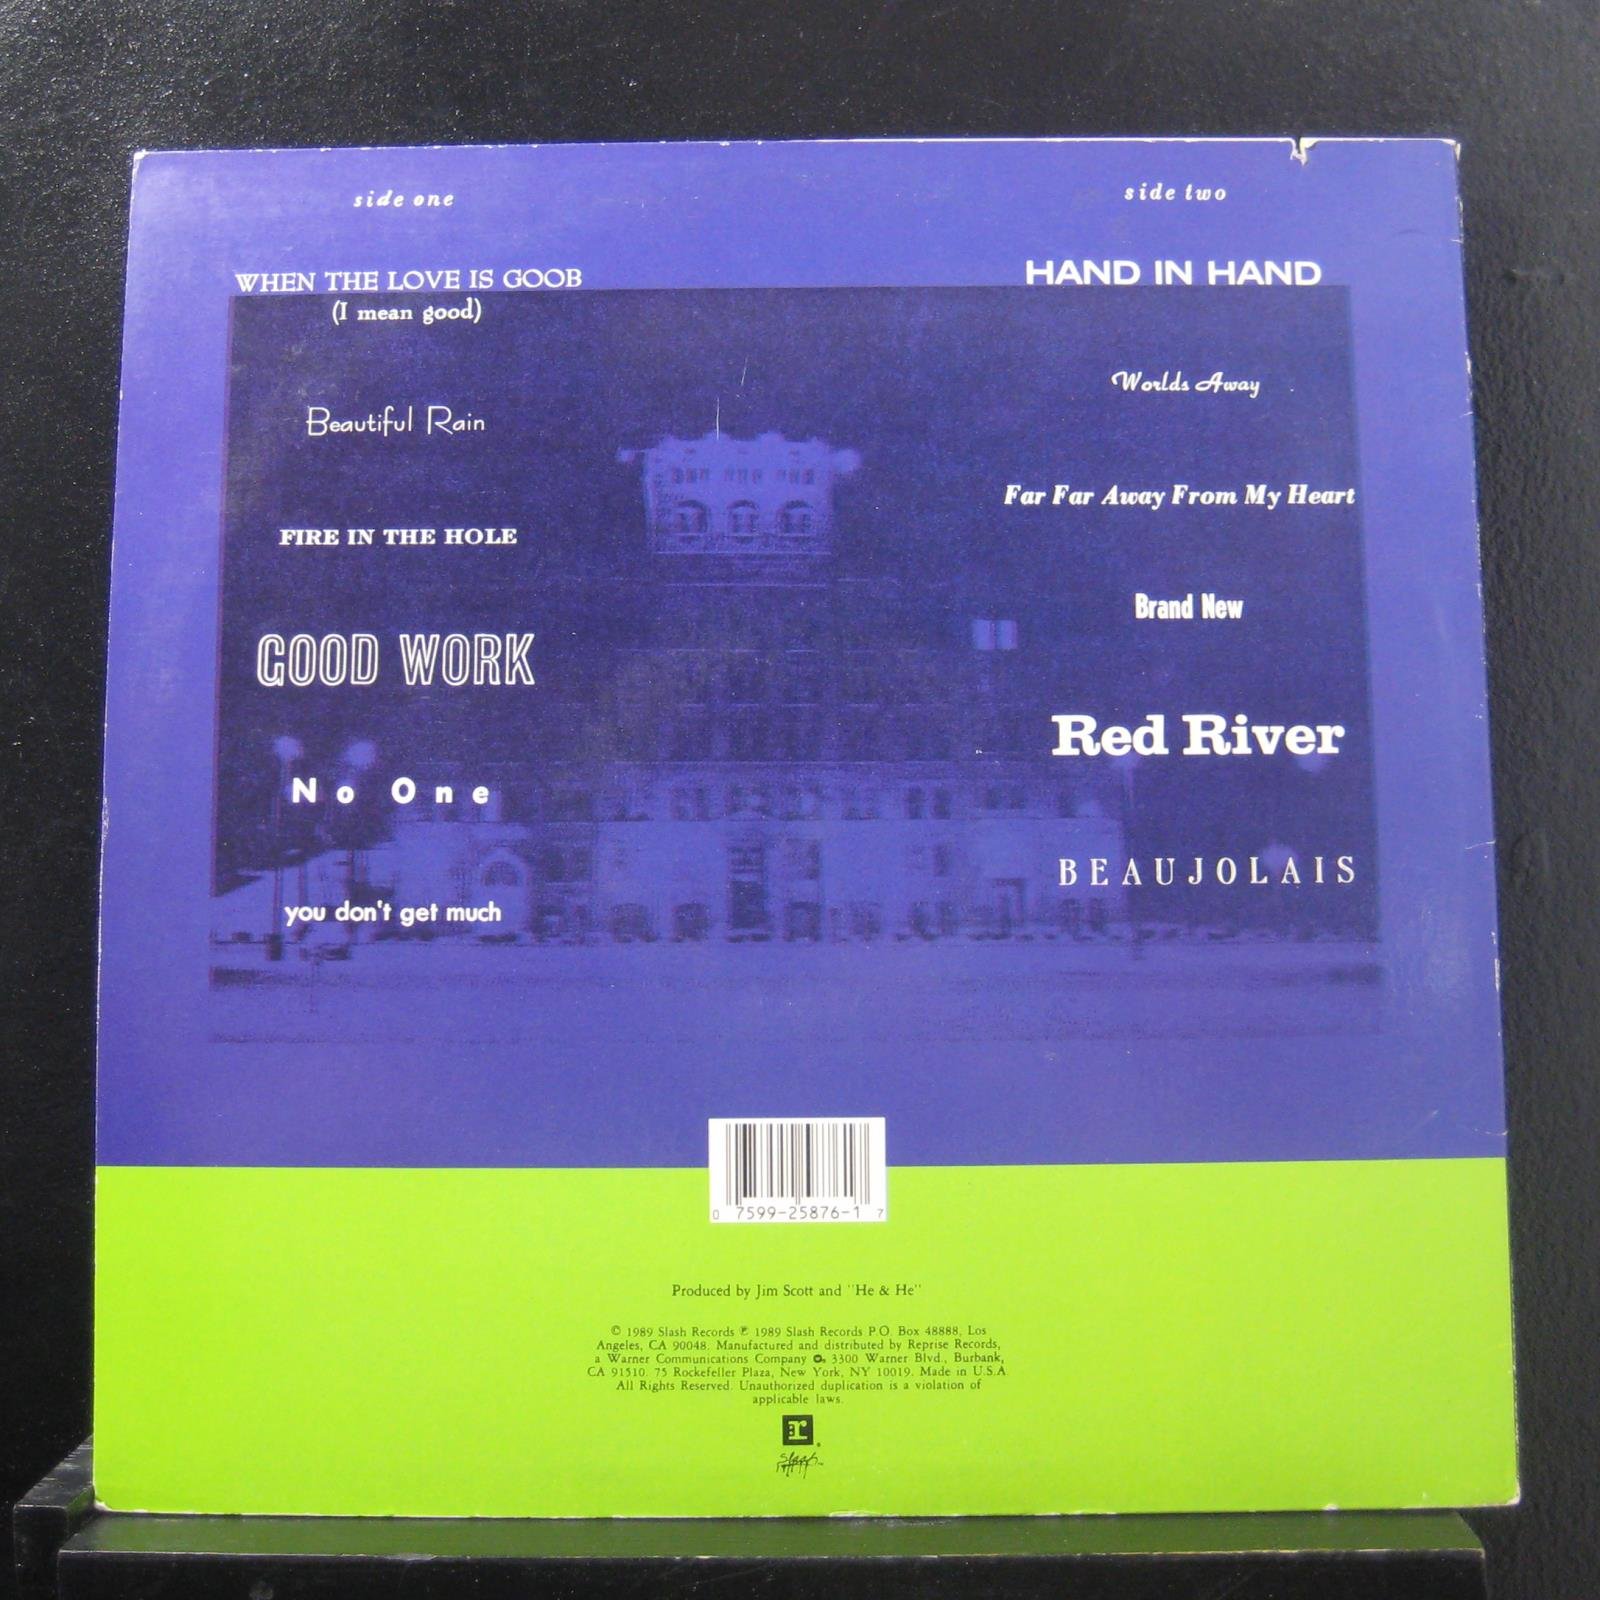 side one
WHEN THE LOVE IS GOOB
(I mean good)
Beautiful Rain
FIRE IN THE HOLE
GOOD WORK
No One
you don't get much
side two
HAND IN HAND
Worlds Away
Far Far Away From My Heart
Brand New
Red River
BEAUJOLAIS
0 7599-25876-1 7
Produced by Jim Scott and "He & He"
© 1989 Slash Records ℗ 1989 Slash Records P.O. Box 48888, Los
Angeles, CA 90048. Manufactured and distributed by Reprise Records,
a Warner Communications Company 3300 Warner Blvd., Burbank,
CA 91510. 75 Rockefeller Plaza, New York, NY 10019. Made in U.S.A.
All Rights Reserved. Unauthorized duplication is a violation of
applicable laws.
r
Slash